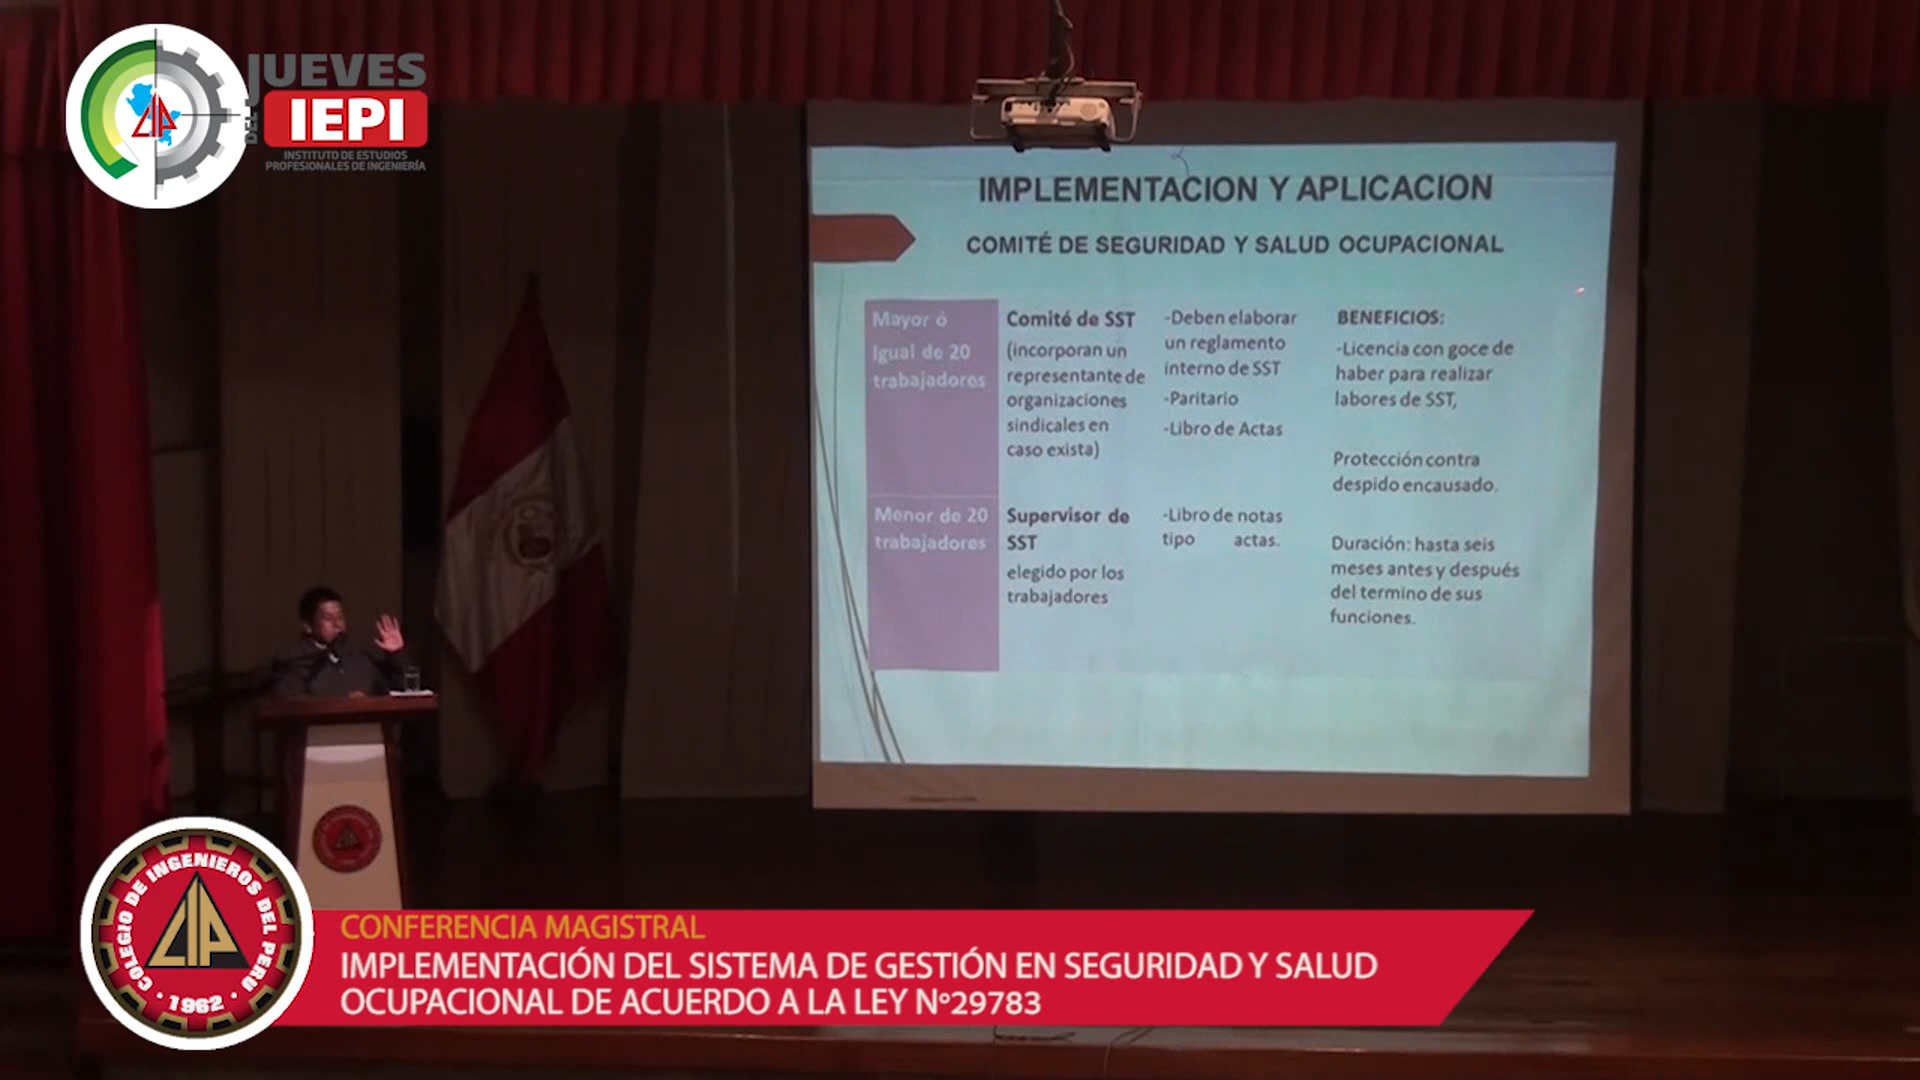 JUEVES
DEL
IEPI
INSTITUTO DE ESTUDIOS
PROFESIONALES DE INGENIERÍA
IMPLEMENTACION Y APLICACION
COMITÉ DE SEGURIDAD Y SALUD OCUPACIONAL
Mayor ó
Igual de 20
trabajadores
Comité de SST
(incorporan un
representante de
organizaciones
sindicales en
caso exista)
-Deben elaborar
un reglamento
interno de SST
-Paritario
-Libro de Actas
BENEFICIOS:
-Licencia con goce de
haber para realizar
labores de SST,
Protección contra
despido encausado.
Menor de 20
trabajadores
Supervisor de
SST
elegido por los
trabajadores
-Libro de notas
tipo actas.
Duración: hasta seis
meses antes y después
del termino de sus
funciones.
COLEGIO DE INGENIEROS DEL PERU
CIP
· 1962 ·
CONFERENCIA MAGISTRAL
IMPLEMENTACIÓN DEL SISTEMA DE GESTIÓN EN SEGURIDAD Y SALUD
OCUPACIONAL DE ACUERDO A LA LEY N°29783